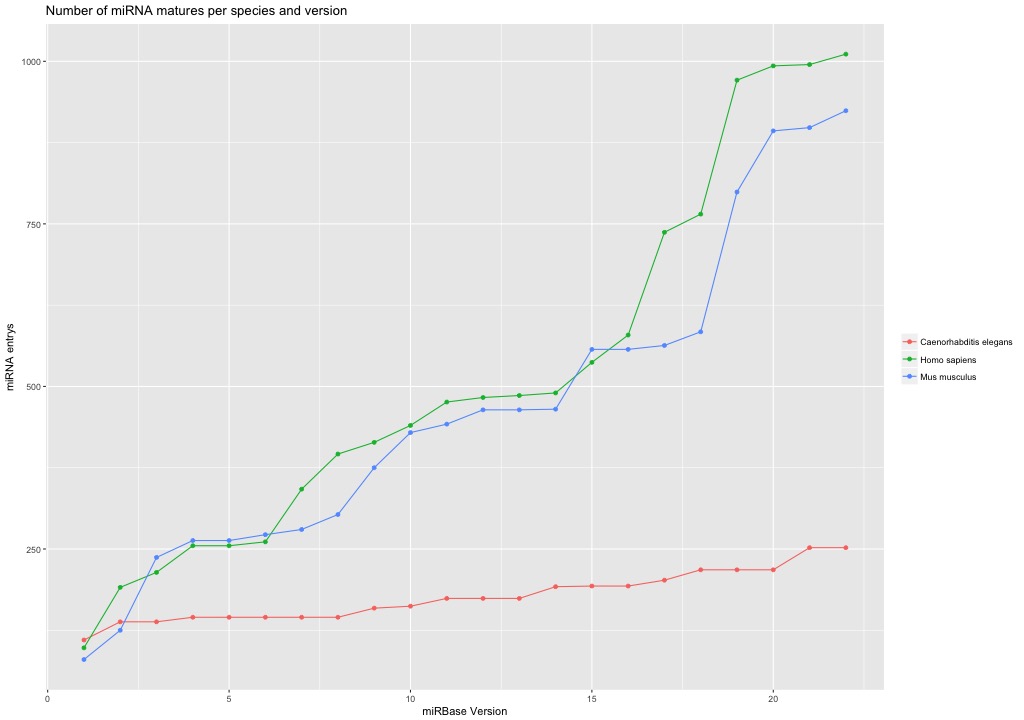 Number of miRNA matures per species and version
miRNA entrys
1000
750
500
250
0 5 10 15 20
miRBase Version
Caenorhabditis elegans
Homo sapiens
Mus musculus